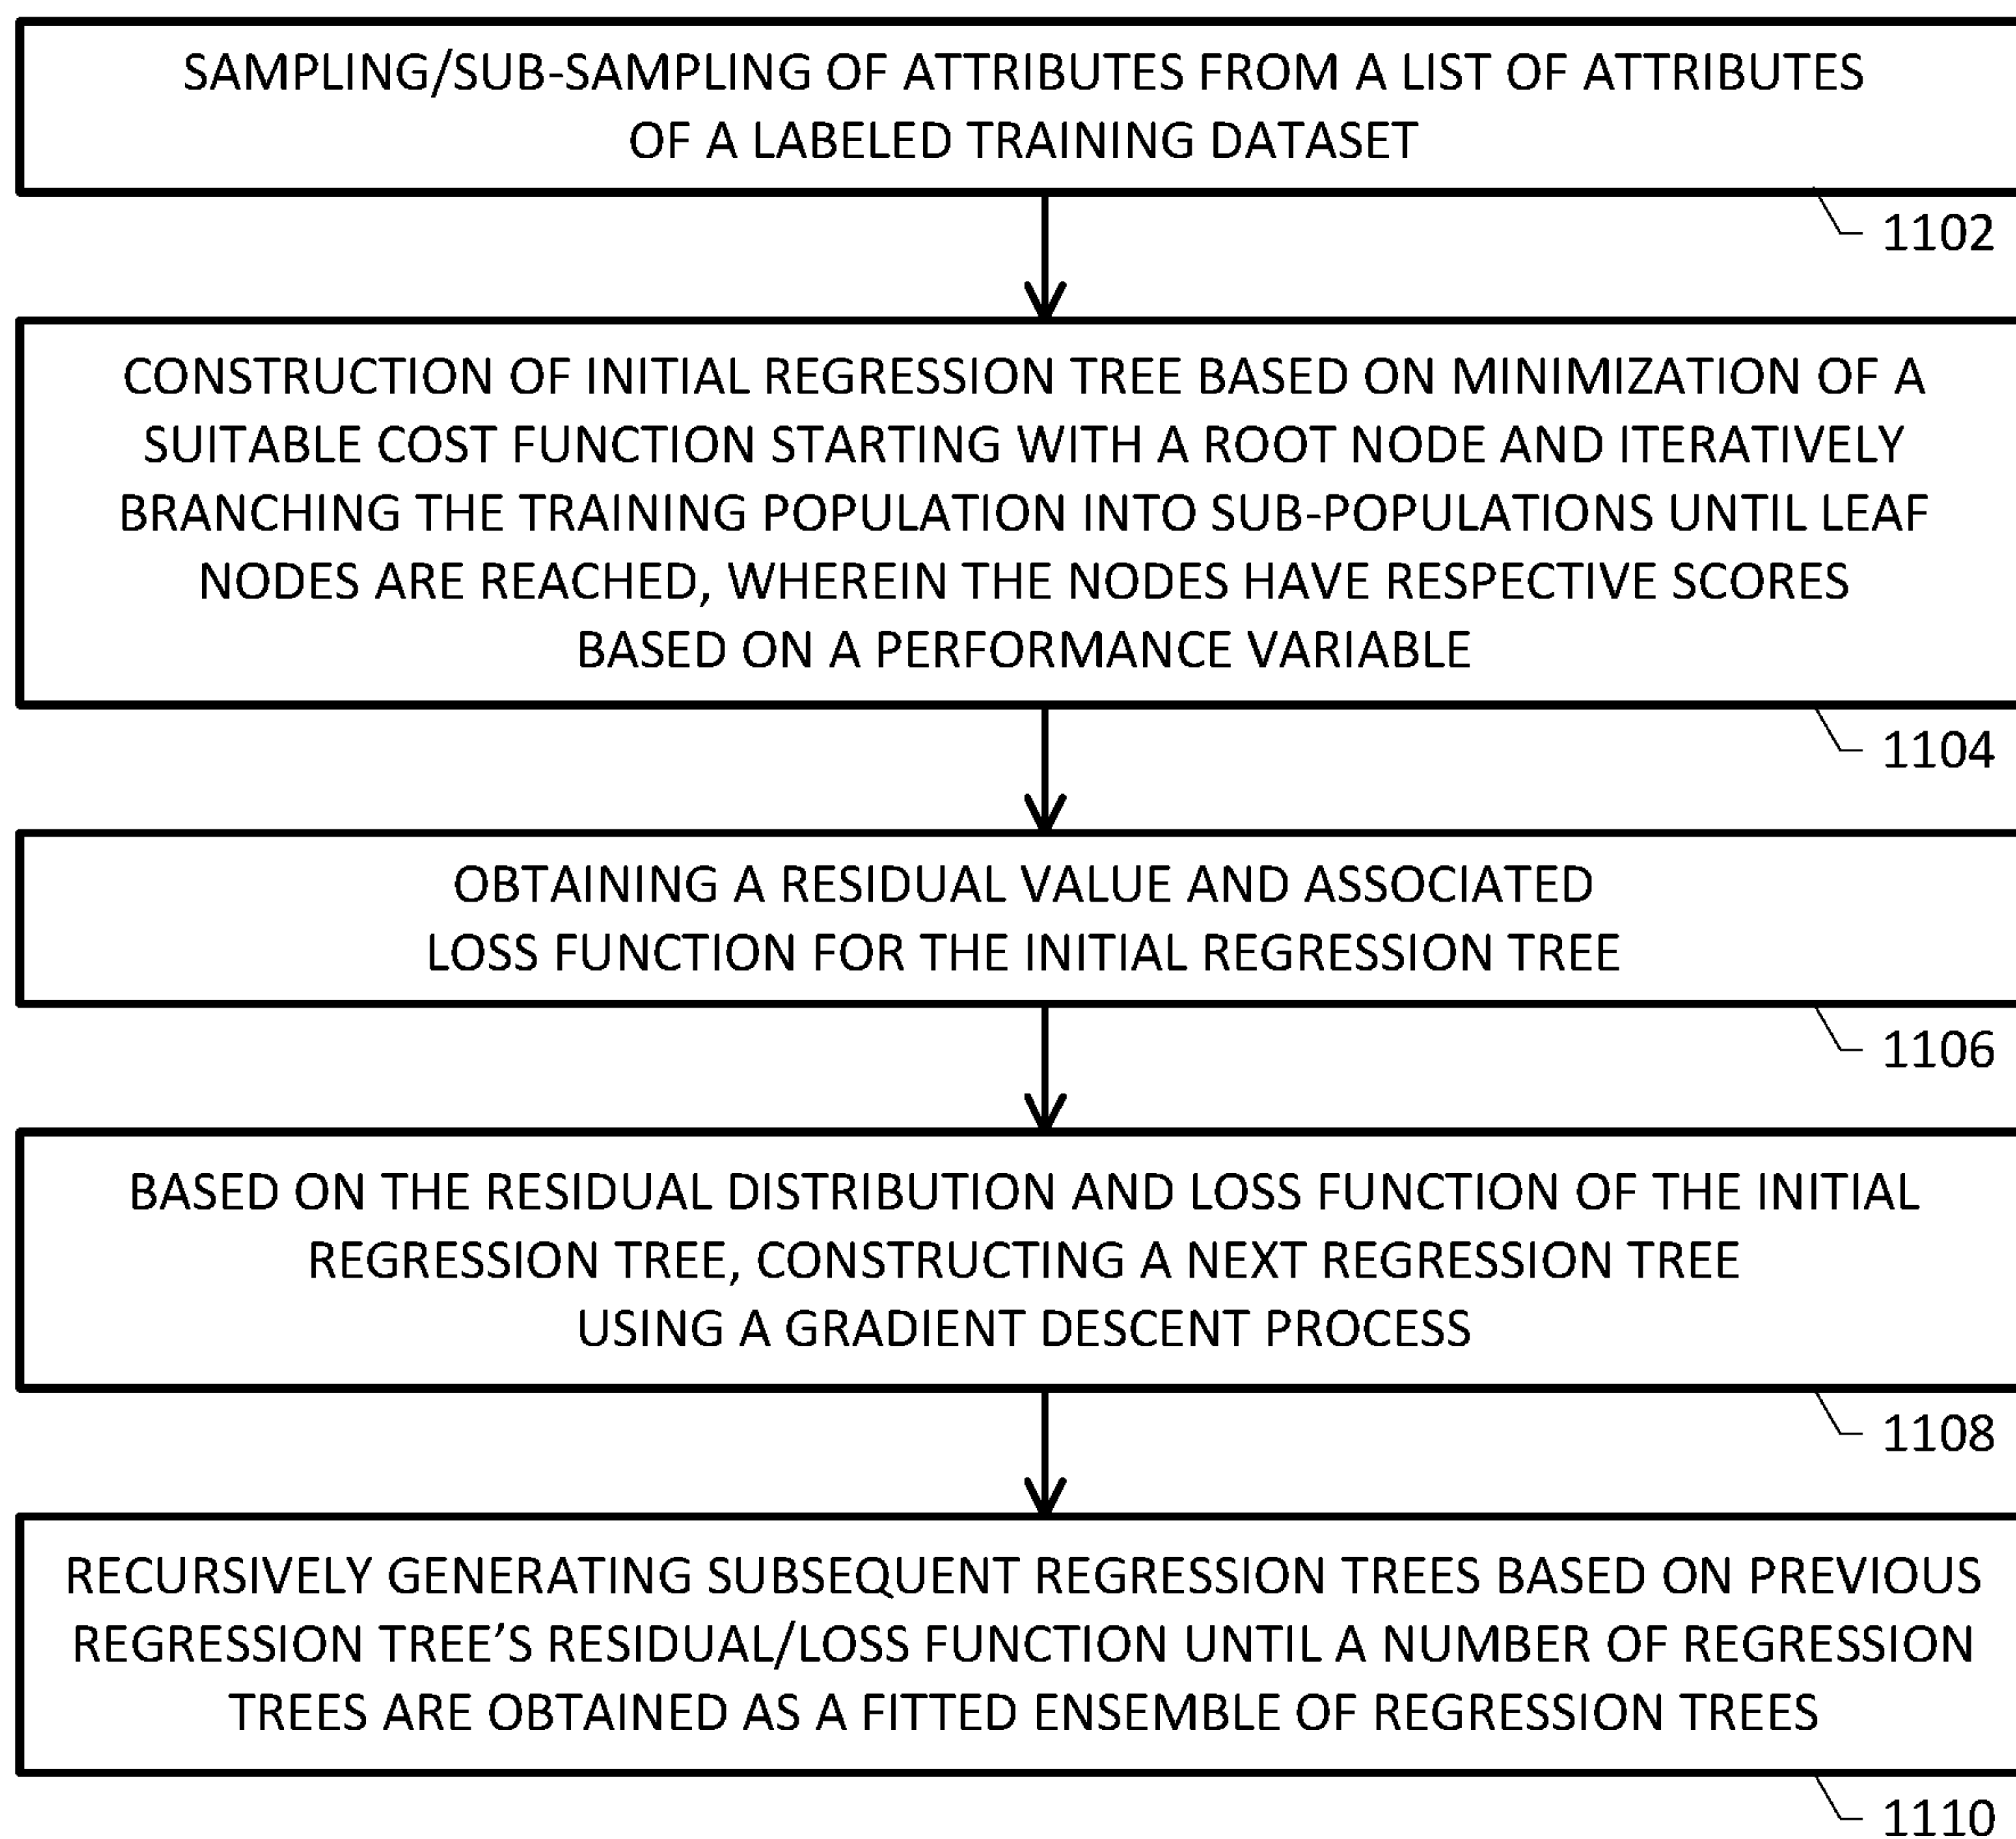 SAMPLING/SUB-SAMPLING OF ATTRIBUTES FROM A LIST OF ATTRIBUTES
OF A LABELED TRAINING DATASET
1102
CONSTRUCTION OF INITIAL REGRESSION TREE BASED ON MINIMIZATION OF A
SUITABLE COST FUNCTION STARTING WITH A ROOT NODE AND ITERATIVELY
BRANCHING THE TRAINING POPULATION INTO SUB-POPULATIONS UNTIL LEAF
NODES ARE REACHED, WHEREIN THE NODES HAVE RESPECTIVE SCORES
BASED ON A PERFORMANCE VARIABLE
1104
OBTAINING A RESIDUAL VALUE AND ASSOCIATED
LOSS FUNCTION FOR THE INITIAL REGRESSION TREE
1106
BASED ON THE RESIDUAL DISTRIBUTION AND LOSS FUNCTION OF THE INITIAL
REGRESSION TREE, CONSTRUCTING A NEXT REGRESSION TREE
USING A GRADIENT DESCENT PROCESS
1108
RECURSIVELY GENERATING SUBSEQUENT REGRESSION TREES BASED ON PREVIOUS
REGRESSION TREE’S RESIDUAL/LOSS FUNCTION UNTIL A NUMBER OF REGRESSION
TREES ARE OBTAINED AS A FITTED ENSEMBLE OF REGRESSION TREES
1110